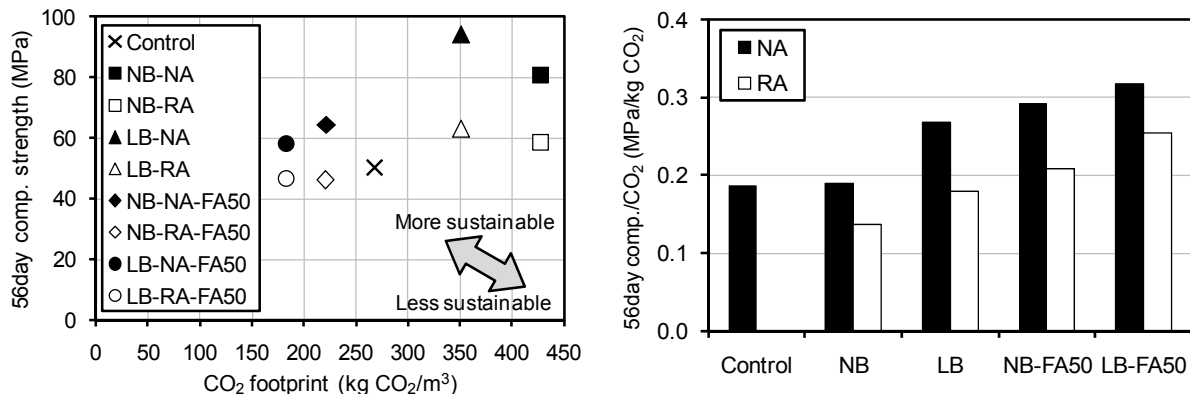 56day comp. strength (MPa)
100
80
60
40
20
0
Control
NB-NA
NB-RA
LB-NA
LB-RA
NB-NA-FA50
NB-RA-FA50
LB-NA-FA50
LB-RA-FA50
More sustainable
Less sustainable
0 50 100 150 200 250 300 350 400 450
CO₂ footprint (kg CO₂/m³)
56day comp./CO₂ (MPa/kg CO₂)
0.4
0.3
0.2
0.1
0.0
NA
RA
Control NB LB NB-FA50 LB-FA50